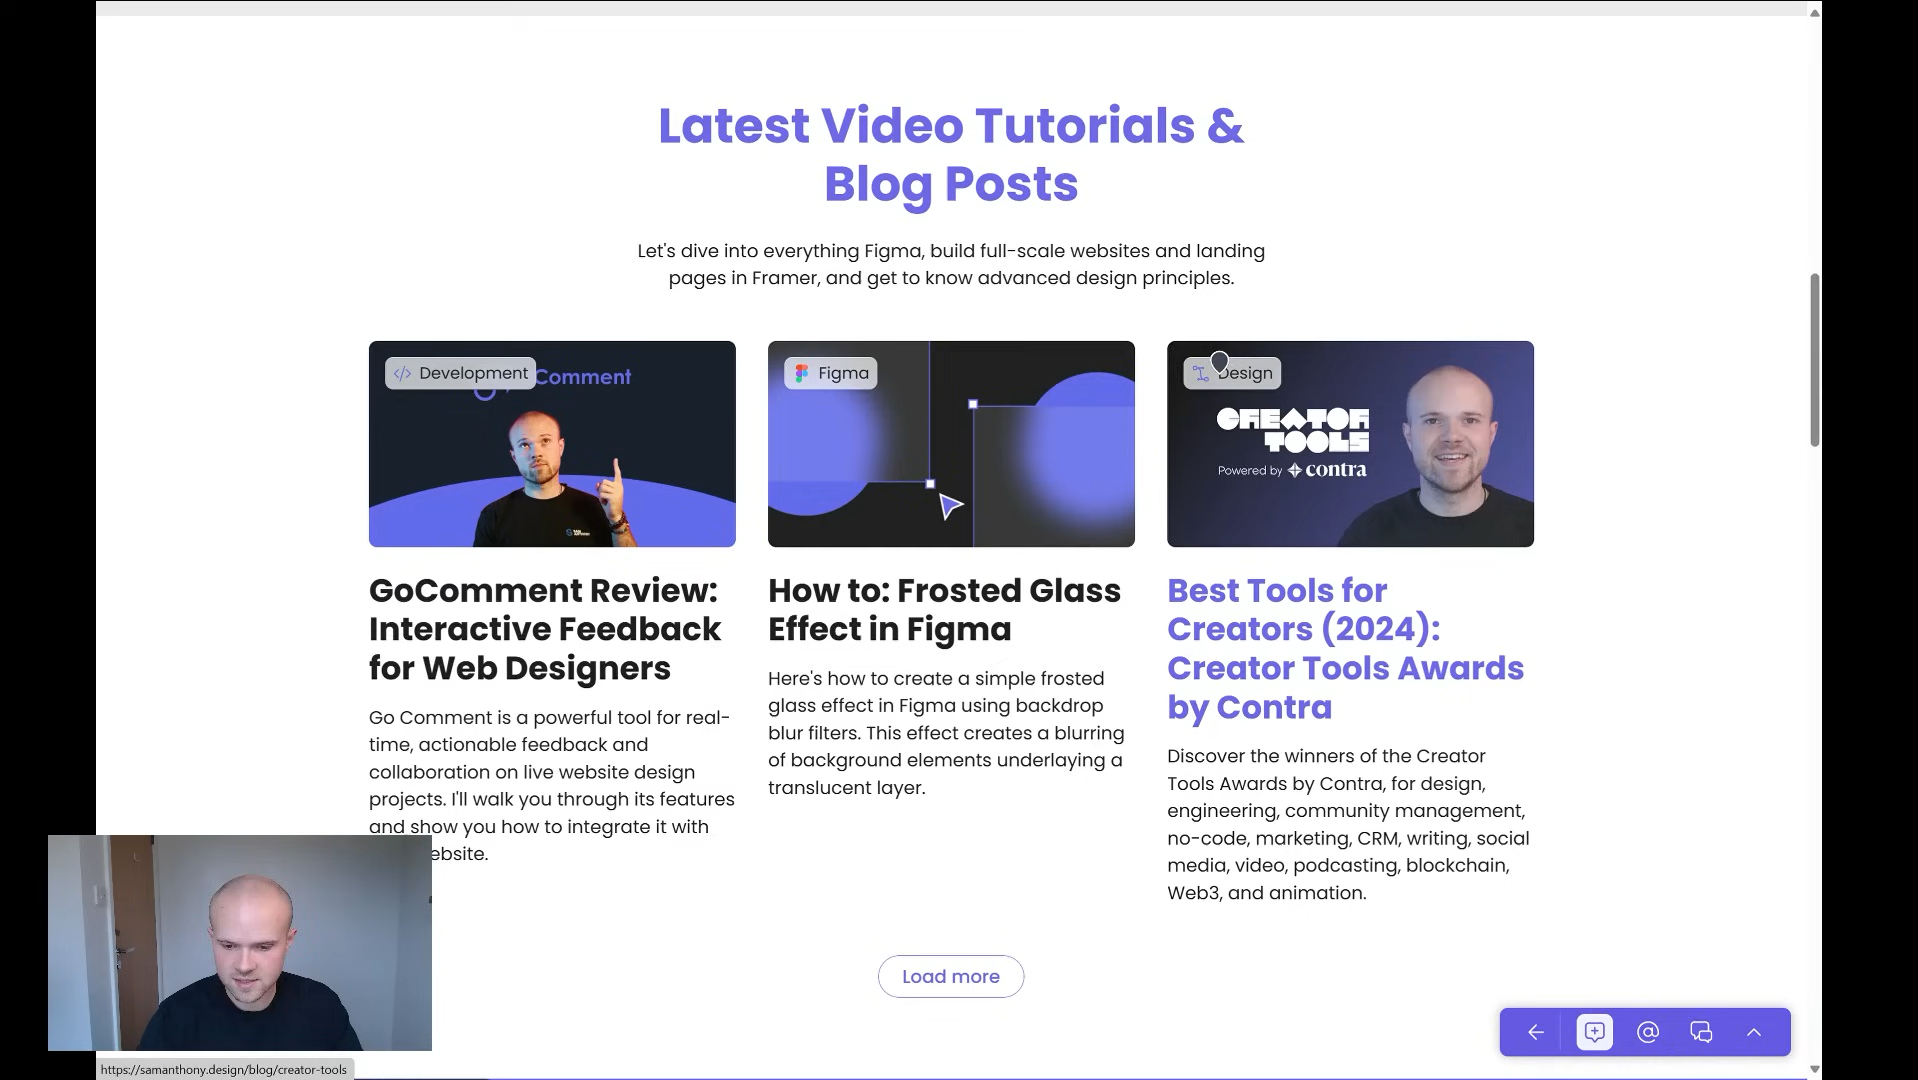 Latest Video Tutorials &
Blog Posts
Let's dive into everything Figma, build full-scale websites and landing
pages in Framer, and get to know advanced design principles.
Development
Comment
Figma
Design
CREATOR
TOOLS
Powered by contra
GoComment Review:
Interactive Feedback
for Web Designers
Go Comment is a powerful tool for real-
time, actionable feedback and
collaboration on live website design
projects. I'll walk you through its features
and show you how to integrate it with
ebsite.
How to: Frosted Glass
Effect in Figma
Here's how to create a simple frosted
glass effect in Figma using backdrop
blur filters. This effect creates a blurring
of background elements underlaying a
translucent layer.
Best Tools for
Creators (2024):
Creator Tools Awards
by Contra
Discover the winners of the Creator
Tools Awards by Contra, for design,
engineering, community management,
no-code, marketing, CRM, writing, social
media, video, podcasting, blockchain,
Web3, and animation.
Load more
https://samanthony.design/blog/creator-tools